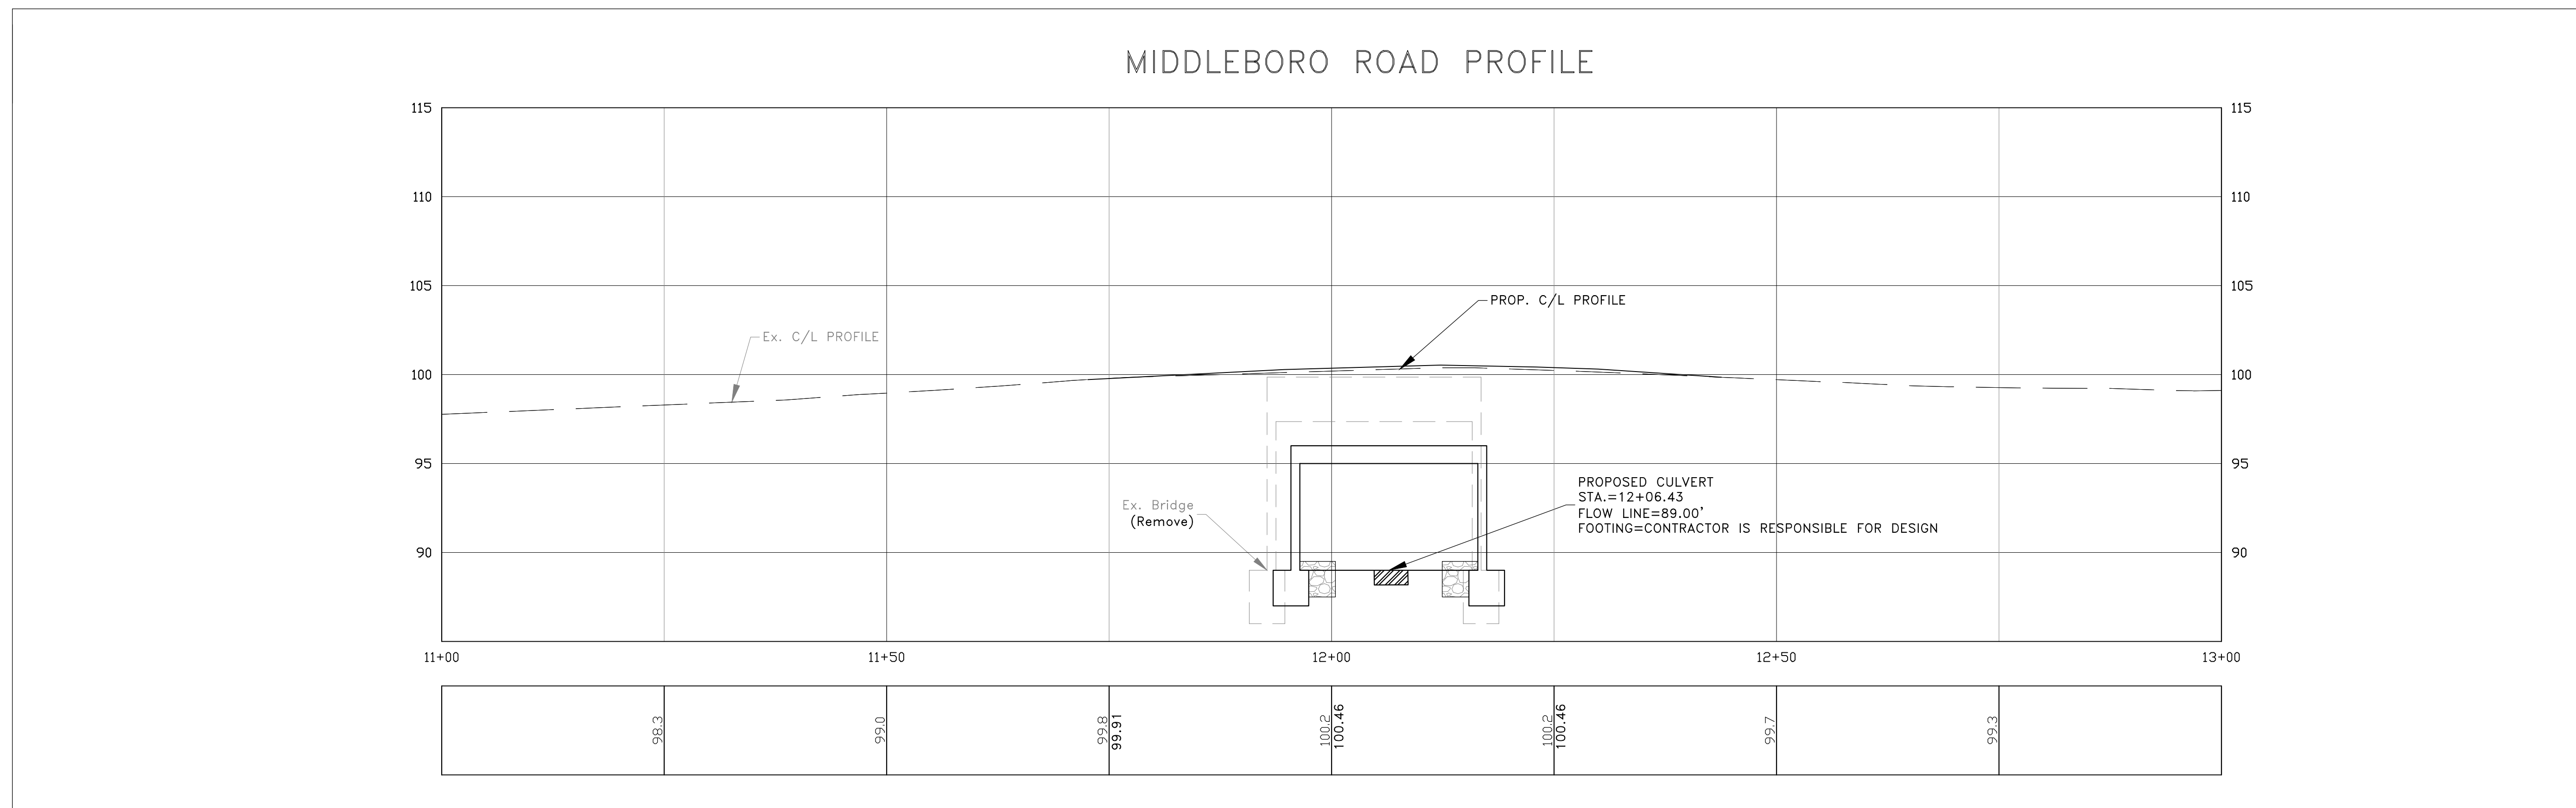 MIDDLEBORO ROAD PROFILE
115 115
110 110
105 105
PROP. C/L PROFILE
Ex. C/L PROFILE
100 100
95 95
PROPOSED CULVERT
STA.=12+06.43
FLOW LINE=89.00'
FOOTING=CONTRACTOR IS RESPONSIBLE FOR DESIGN
Ex. Bridge
(Remove)
90 90
11+00 11+50 12+00 12+50 13+00
98.3
99.0
99.8
99.91
100.2
100.46
100.2
100.46
99.7
99.3